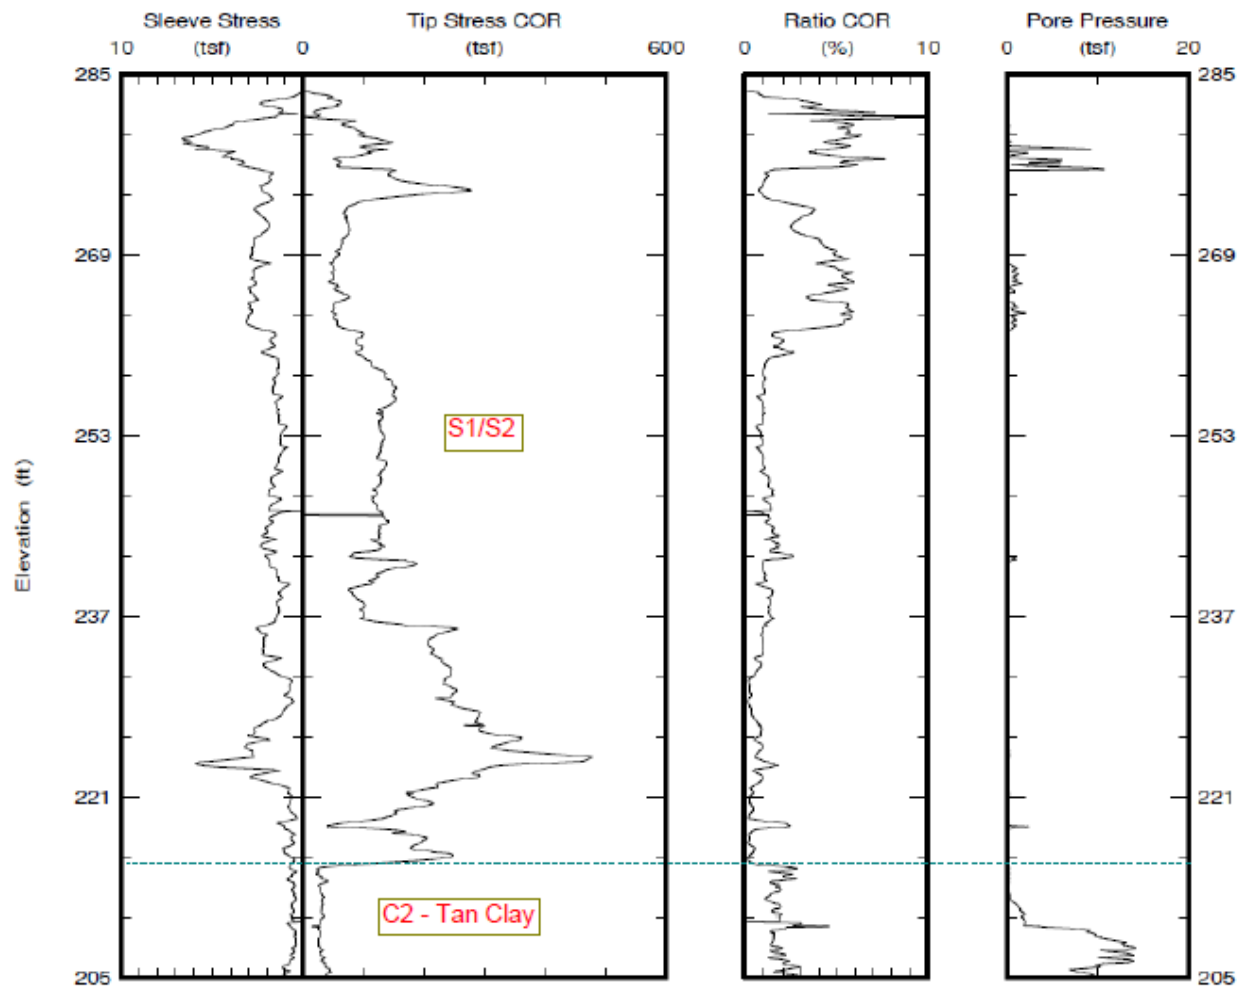 Sleeve Stress Tip Stress COR Ratio COR Pore Pressure
10 (tsf) 0 (tsf) 600 0 (%) 10 0 (tsf) 20
285 285
269 269
S1/S2
253 253
Elevation (ft)
237 237
221 221
C2 - Tan Clay
205 205